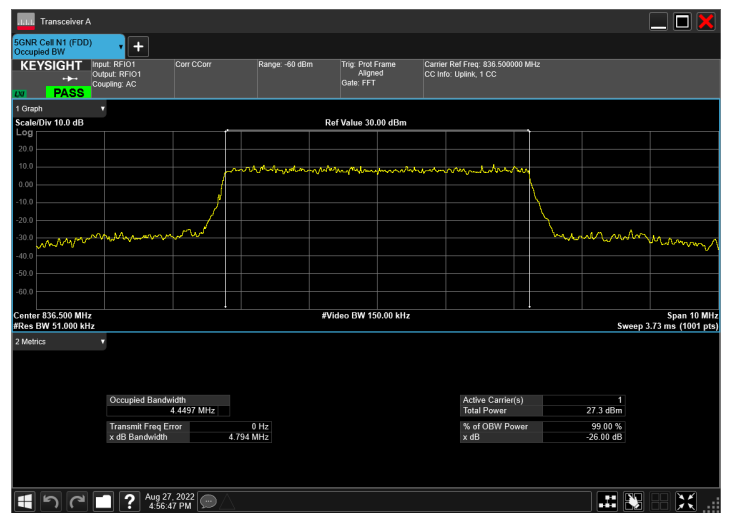 Transceiver A
5GNR Cell N1 (FDD)
Occupied BW
KEYSIGHT
LXI
PASS
Input: RFIO1
Output: RFIO1
Coupling: AC
Corr CCorr
Range: -60 dBm
Trig: Prot Frame
Aligned
Gate: FFT
Carrier Ref Freq: 836.500000 MHz
CC Info: Uplink, 1 CC
1 Graph
Scale/Div 10.0 dB
Ref Value 30.00 dBm
Log
20.0
10.0
0.00
-10.0
-20.0
-30.0
-40.0
-50.0
-60.0
Center 836.500 MHz
#Video BW 150.00 kHz
Span 10 MHz
#Res BW 51.000 kHz
Sweep 3.73 ms (1001 pts)
2 Metrics
Occupied Bandwidth
4.4497 MHz
Active Carrier(s) 1
Total Power 27.3 dBm
Transmit Freq Error 0 Hz
x dB Bandwidth 4.794 MHz
% of OBW Power 99.00 %
x dB -26.00 dB
Aug 27, 2022
4:56:47 PM